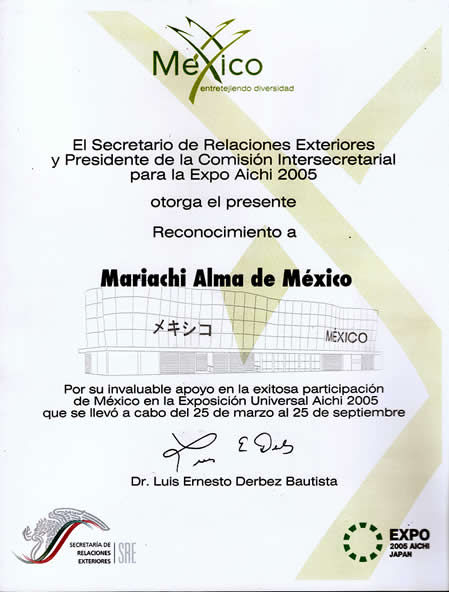 México
entretejiendo diversidad
El Secretario de Relaciones Exteriores
y Presidente de la Comisión Intersecretarial
para la Expo Aichi 2005
otorga el presente
Reconocimiento a
Mariachi Alma de México
メキシコ
MÉXICO
Por su invaluable apoyo en la exitosa participación
de México en la Exposición Universal Aichi 2005
que se llevó a cabo del 25 de marzo al 25 de septiembre
Dr. Luis Ernesto Derbez Bautista
SECRETARÍA DE
RELACIONES
EXTERIORES
SRE
EXPO
2005 AICHI
JAPAN